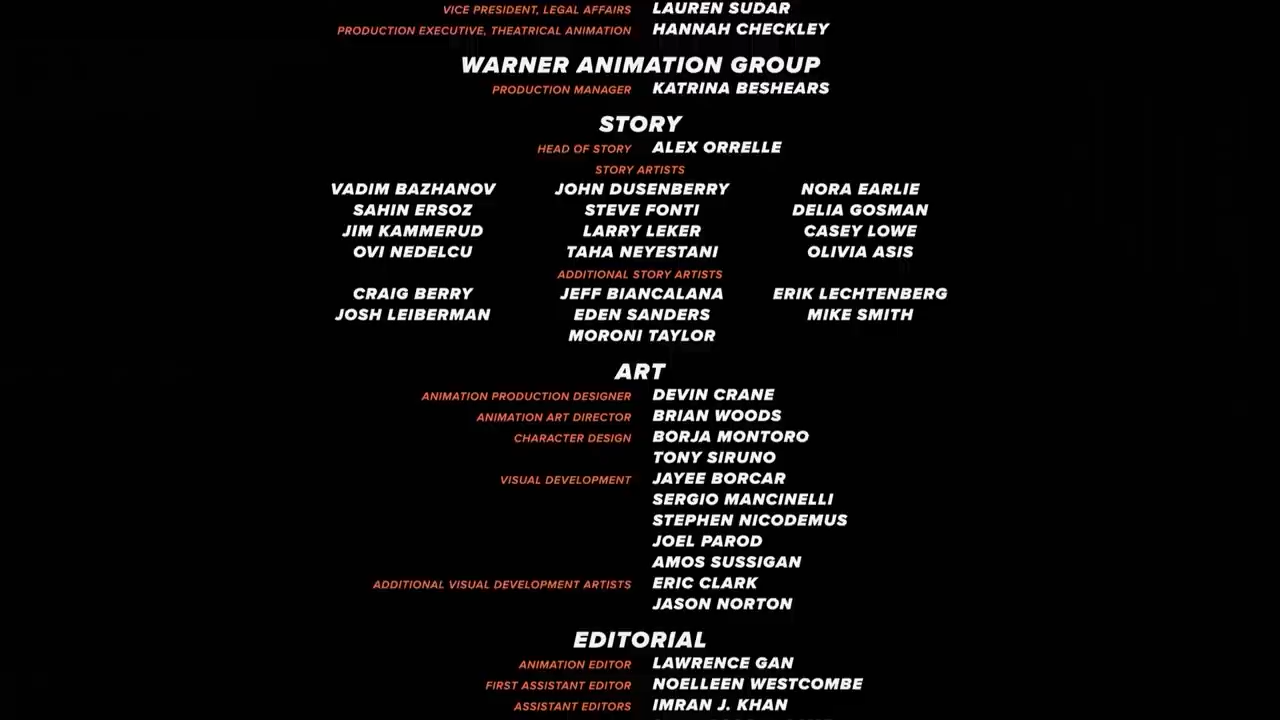 VICE PRESIDENT, LEGAL AFFAIRS LAUREN SUDAR
PRODUCTION EXECUTIVE, THEATRICAL ANIMATION HANNAH CHECKLEY
WARNER ANIMATION GROUP
PRODUCTION MANAGER KATRINA BESHEARS
STORY
HEAD OF STORY ALEX ORRELLE
STORY ARTISTS
VADIM BAZHANOV JOHN DUSENBERRY NORA EARLIE
SAHIN ERSOZ STEVE FONTI DELIA GOSMAN
JIM KAMMERUD LARRY LEKER CASEY LOWE
OVI NEDELCU TAHA NEYESTANI OLIVIA ASIS
ADDITIONAL STORY ARTISTS
CRAIG BERRY JEFF BIANCALANA ERIK LECHTENBERG
JOSH LEIBERMAN EDEN SANDERS MIKE SMITH
MORONI TAYLOR
ART
ANIMATION PRODUCTION DESIGNER DEVIN CRANE
ANIMATION ART DIRECTOR BRIAN WOODS
CHARACTER DESIGN BORJA MONTORO
TONY SIRUNO
VISUAL DEVELOPMENT JAYEE BORCAR
SERGIO MANCINELLI
STEPHEN NICODEMUS
JOEL PAROD
AMOS SUSSIGAN
ADDITIONAL VISUAL DEVELOPMENT ARTISTS ERIC CLARK
JASON NORTON
EDITORIAL
ANIMATION EDITOR LAWRENCE GAN
FIRST ASSISTANT EDITOR NOELLEEN WESTCOMBE
ASSISTANT EDITORS IMRAN J. KHAN